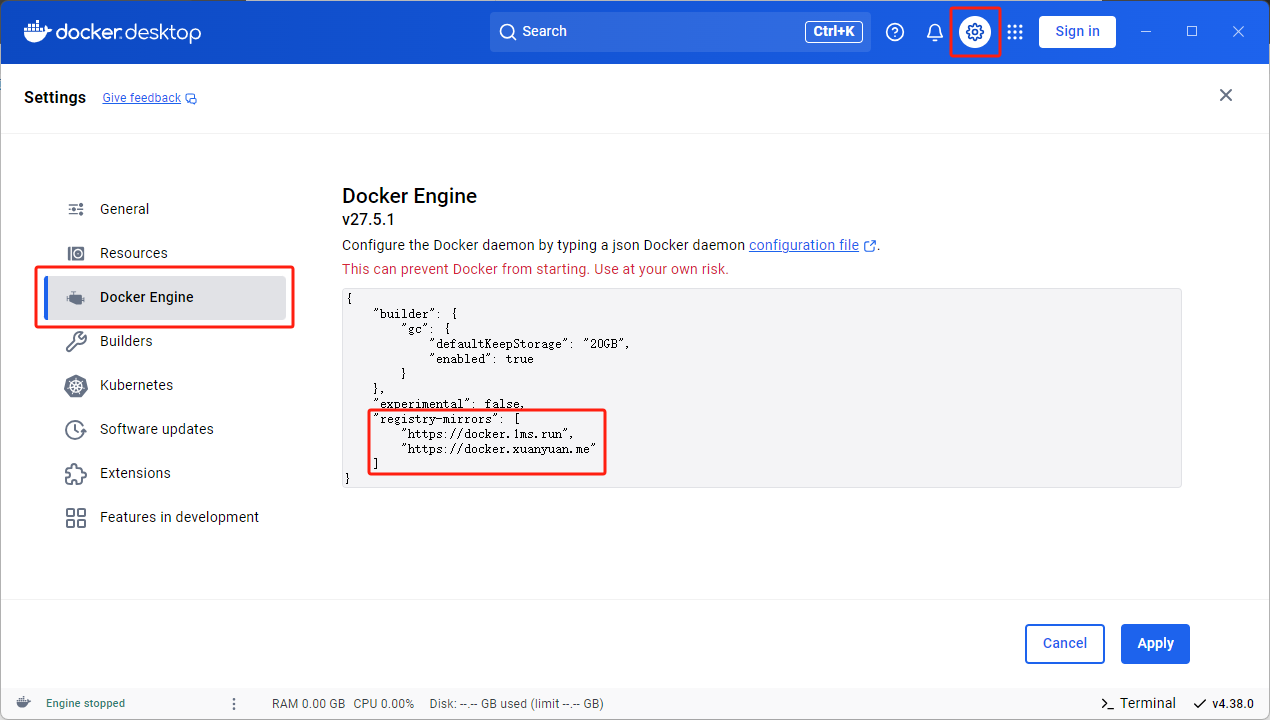 docker.desktop
Search
Ctrl+K
Sign in
Settings
Give feedback
General
Resources
Docker Engine
Builders
Kubernetes
Software updates
Extensions
Features in development
Docker Engine
v27.5.1
Configure the Docker daemon by typing a json Docker daemon configuration file.
This can prevent Docker from starting. Use at your own risk.
{
"builder": {
"gc": {
"defaultKeepStorage": "20GB",
"enabled": true
}
},
"experimental": false,
"registry-mirrors": [
"https://docker.1ms.run",
"https://docker.xuanyuan.me"
]
}
Cancel
Apply
Engine stopped
RAM 0.00 GB CPU 0.00% Disk: --.-- GB used (limit --.-- GB)
Terminal
v4.38.0